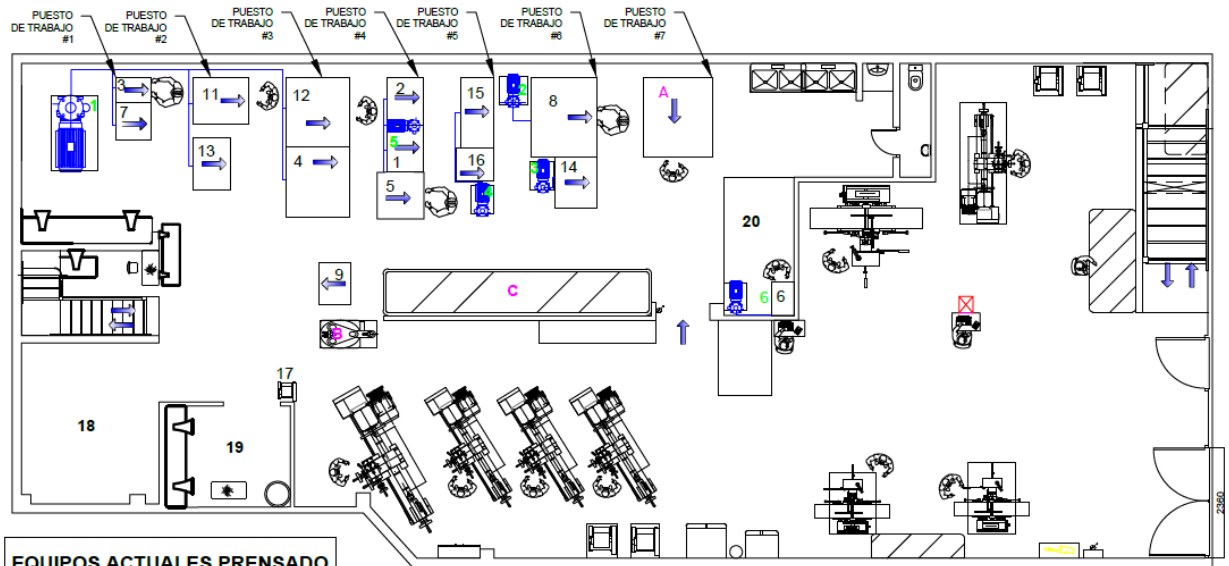 PUESTO
DE TRABAJO
#1
PUESTO
DE TRABAJO
#2
PUESTO
DE TRABAJO
#3
PUESTO
DE TRABAJO
#4
PUESTO
DE TRABAJO
#5
PUESTO
DE TRABAJO
#6
PUESTO
DE TRABAJO
#7
1
3
7
11
13
12
4
2
5
1
5
15
16
4
2
8
3
14
A
20
6
6
9
C
B
17
18
19
2360
EQUIPOS ACTUALES PRENSADO